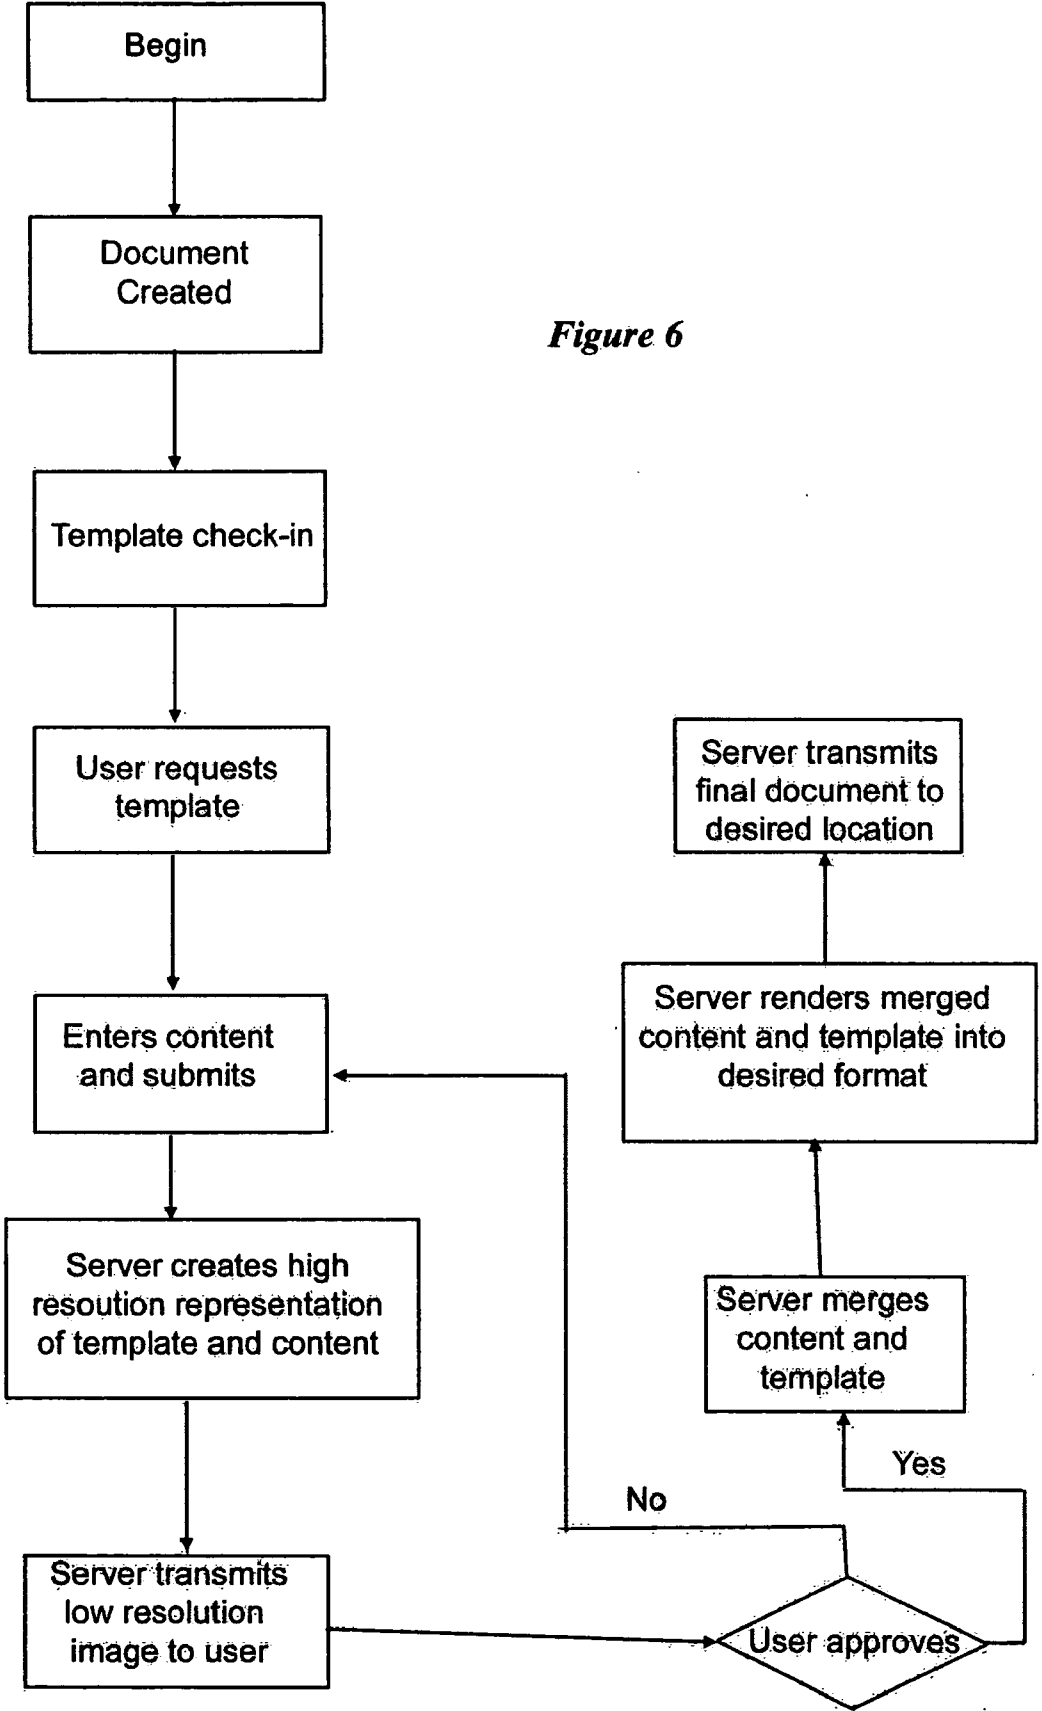 Begin
Document
Created
Figure 6
Template check-in
User requests
template
Enters content
and submits
Server creates high
resoution representation
of template and content
Server transmits
low resolution
image to user
User approves
No
Yes
Server merges
content and
template
Server renders merged
content and template into
desired format
Server transmits
final document to
desired location